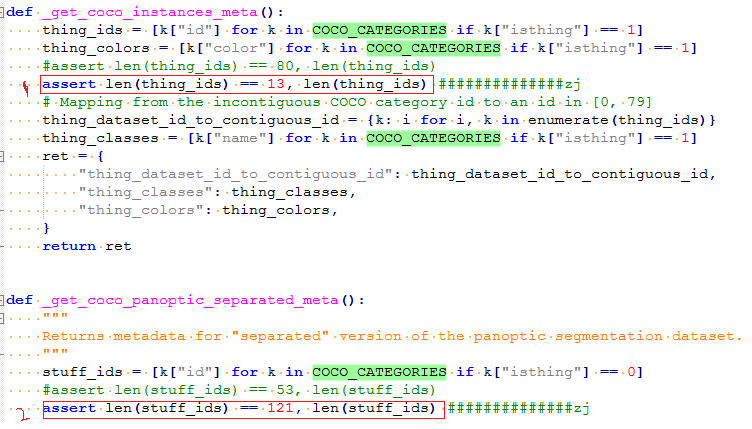 def _get_coco_instances_meta():
    thing_ids = [k["id"] for k in COCO_CATEGORIES if k["isthing"] == 1]
    thing_colors = [k["color"] for k in COCO_CATEGORIES if k["isthing"] == 1]
    #assert len(thing_ids) == 80, len(thing_ids)
1   assert len(thing_ids) == 13, len(thing_ids) ##############zj
    # Mapping from the incontiguous COCO category id to an id in [0, 79]
    thing_dataset_id_to_contiguous_id = {k: i for i, k in enumerate(thing_ids)}
    thing_classes = [k["name"] for k in COCO_CATEGORIES if k["isthing"] == 1]
    ret = {
        "thing_dataset_id_to_contiguous_id": thing_dataset_id_to_contiguous_id,
        "thing_classes": thing_classes,
        "thing_colors": thing_colors,
    }
    return ret
def _get_coco_panoptic_separated_meta():
    """
    Returns metadata for "separated" version of the panoptic segmentation dataset.
    """
    stuff_ids = [k["id"] for k in COCO_CATEGORIES if k["isthing"] == 0]
    #assert len(stuff_ids) == 53, len(stuff_ids)
2   assert len(stuff_ids) == 121, len(stuff_ids) ##############zj